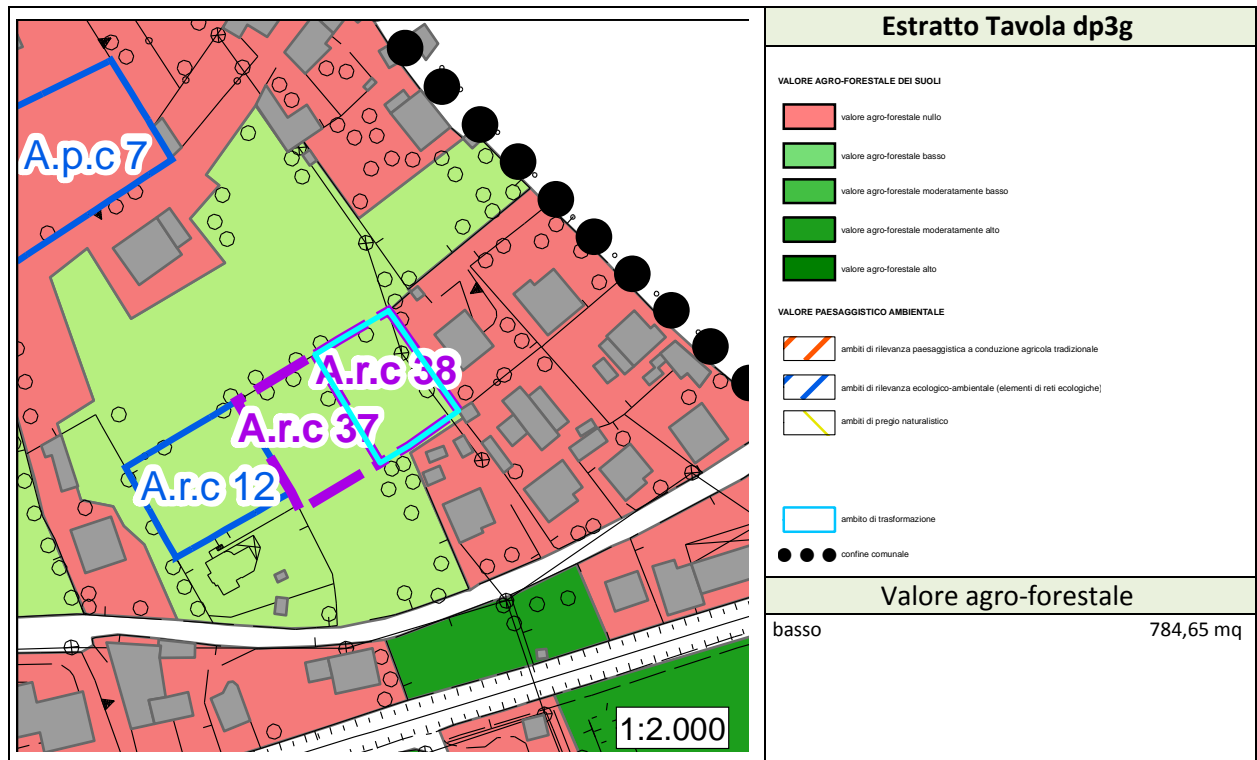 A.p.c 7
A.r.c 38
A.r.c 37
A.r.c 12
1:2.000
Estratto Tavola dp3g
VALORE AGRO-FORESTALE DEI SUOLI
valore agro-forestale nullo
valore agro-forestale basso
valore agro-forestale moderatamente basso
valore agro-forestale moderatamente alto
valore agro-forestale alto
VALORE PAESAGGISTICO AMBIENTALE
ambiti di rilevanza paesaggistica a conduzione agricola tradizionale
ambiti di rilevanza ecologico-ambientale (elementi di reti ecologiche)
ambiti di pregio naturalistico
ambito di trasformazione
confine comunale
Valore agro-forestale
basso 784,65 mq